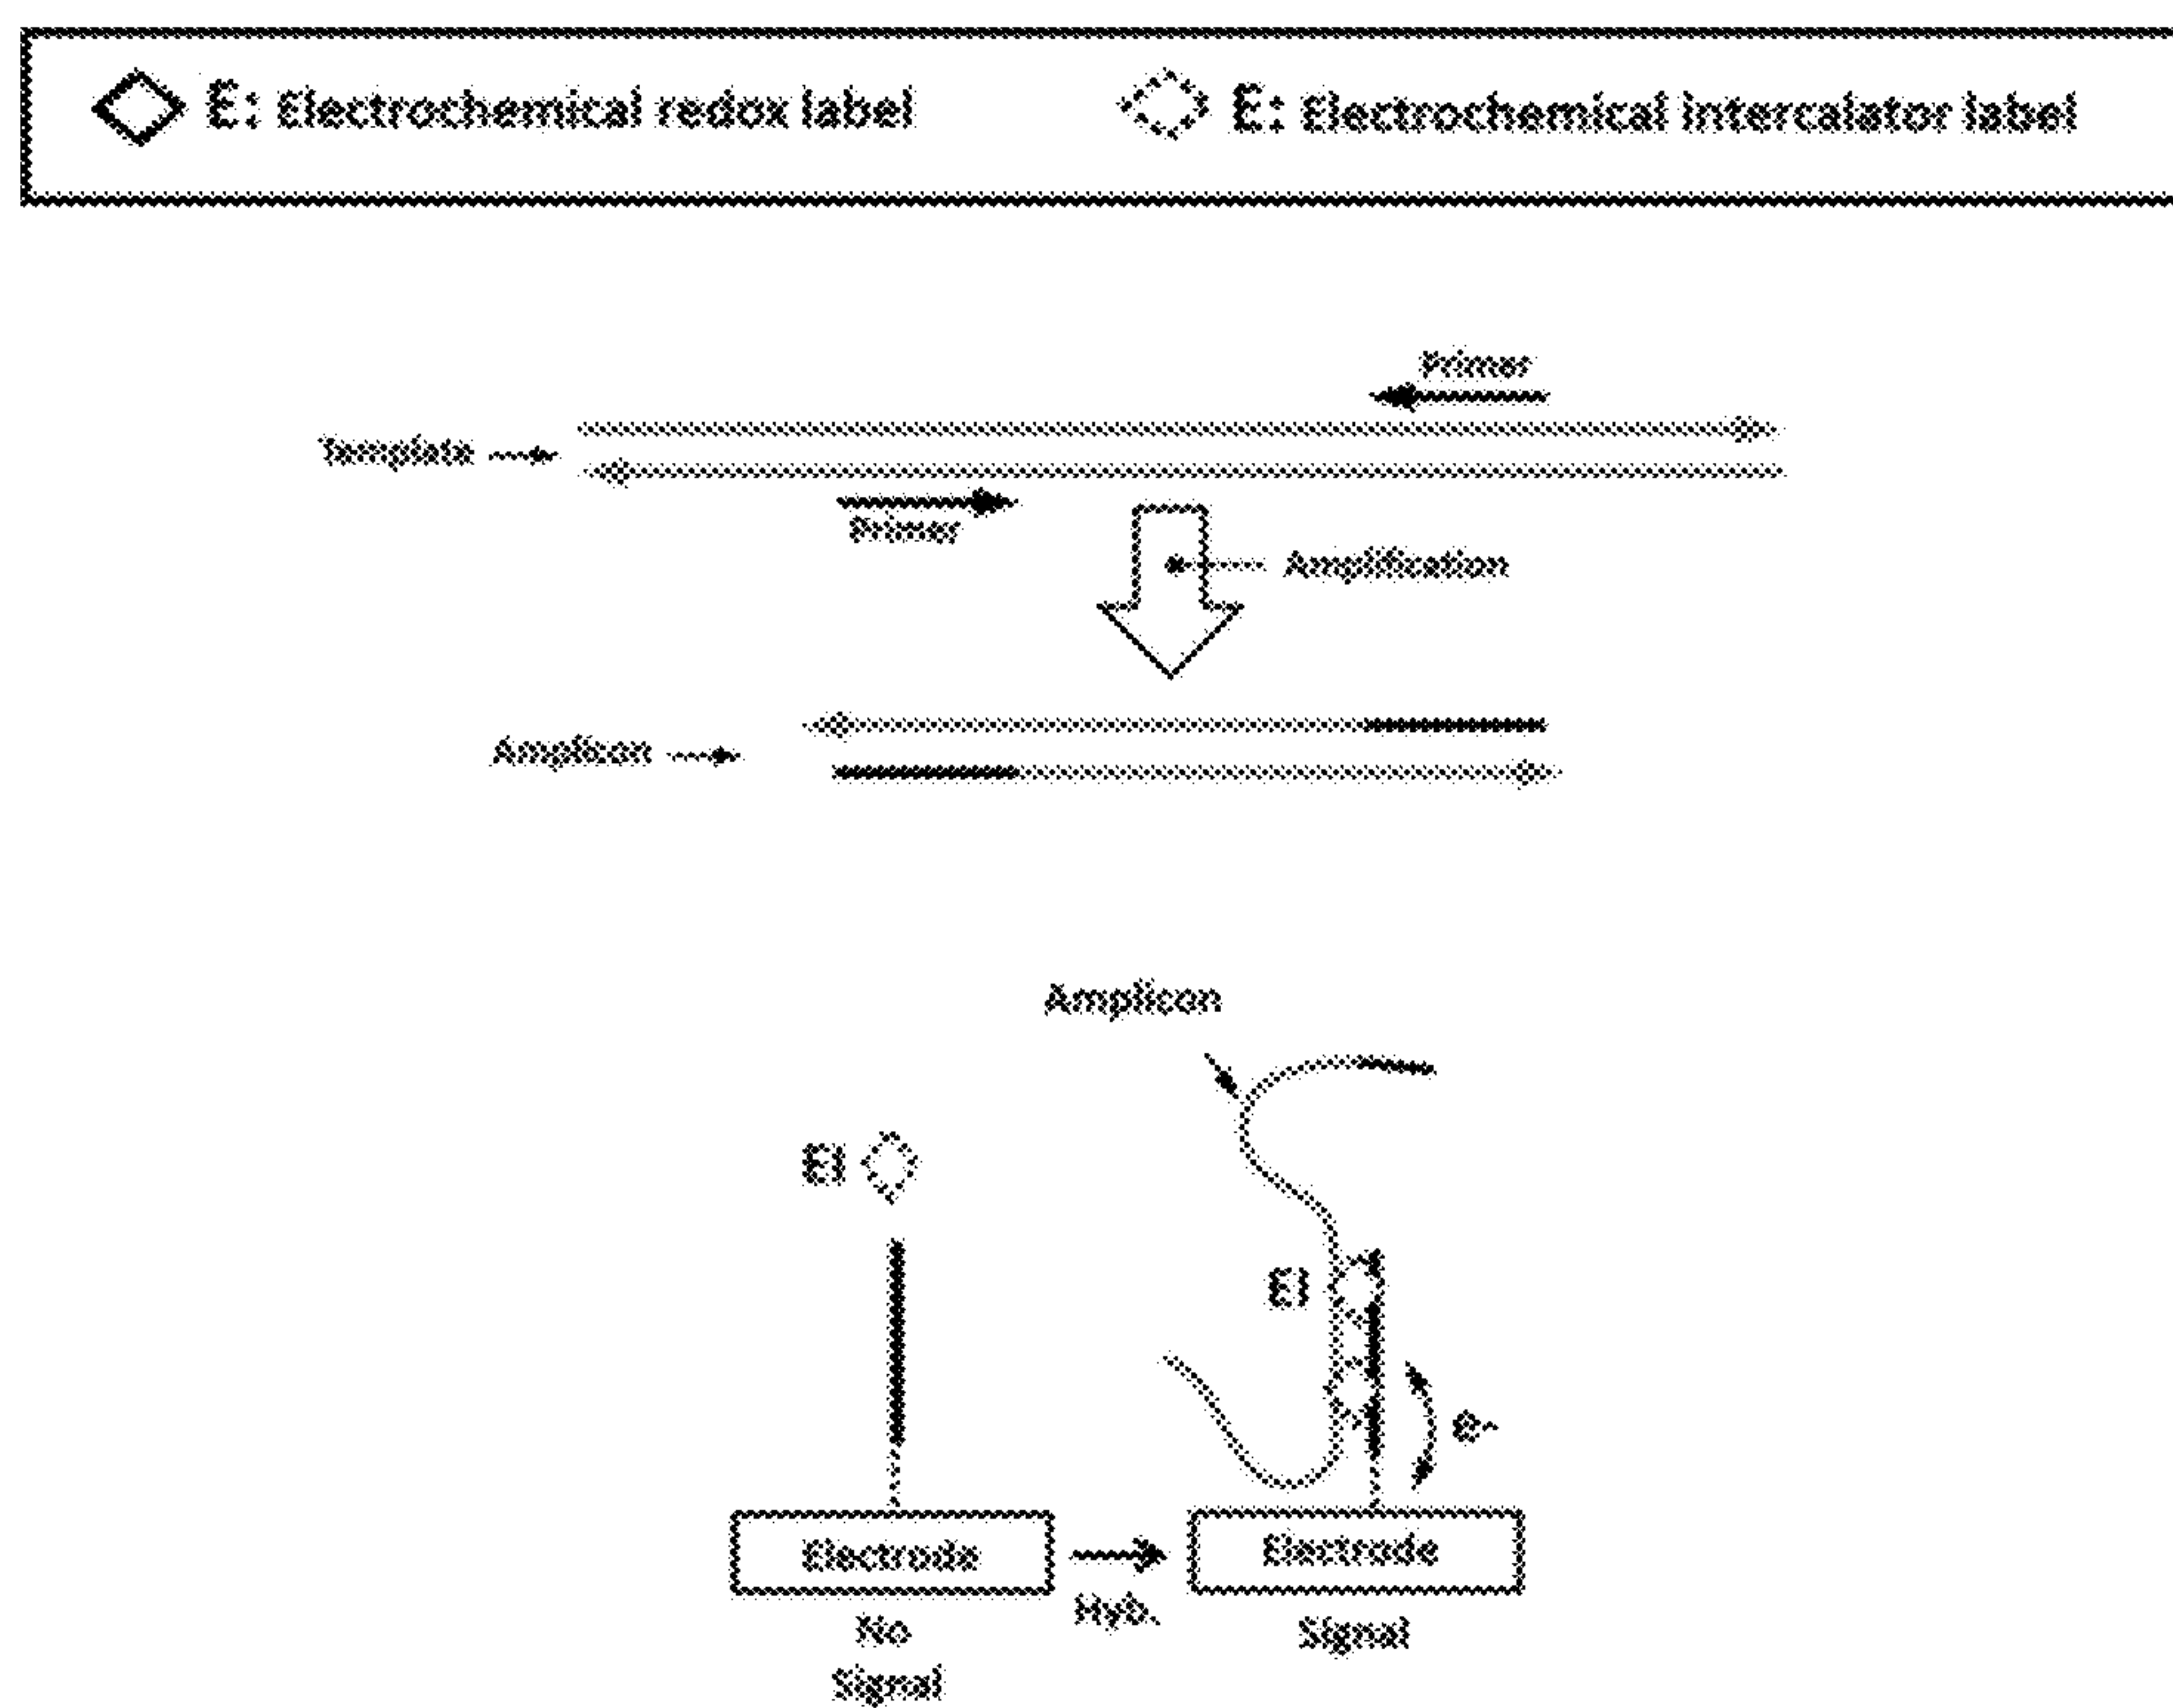 E: Electrochemical redox label
E: Electrochemical intercalator label
Primer
Template
Primer
Amplification
Amplicon
Amplicon
EI
EI
e-
Electrode
Electrode
Hyb.
No
Signal
Signal